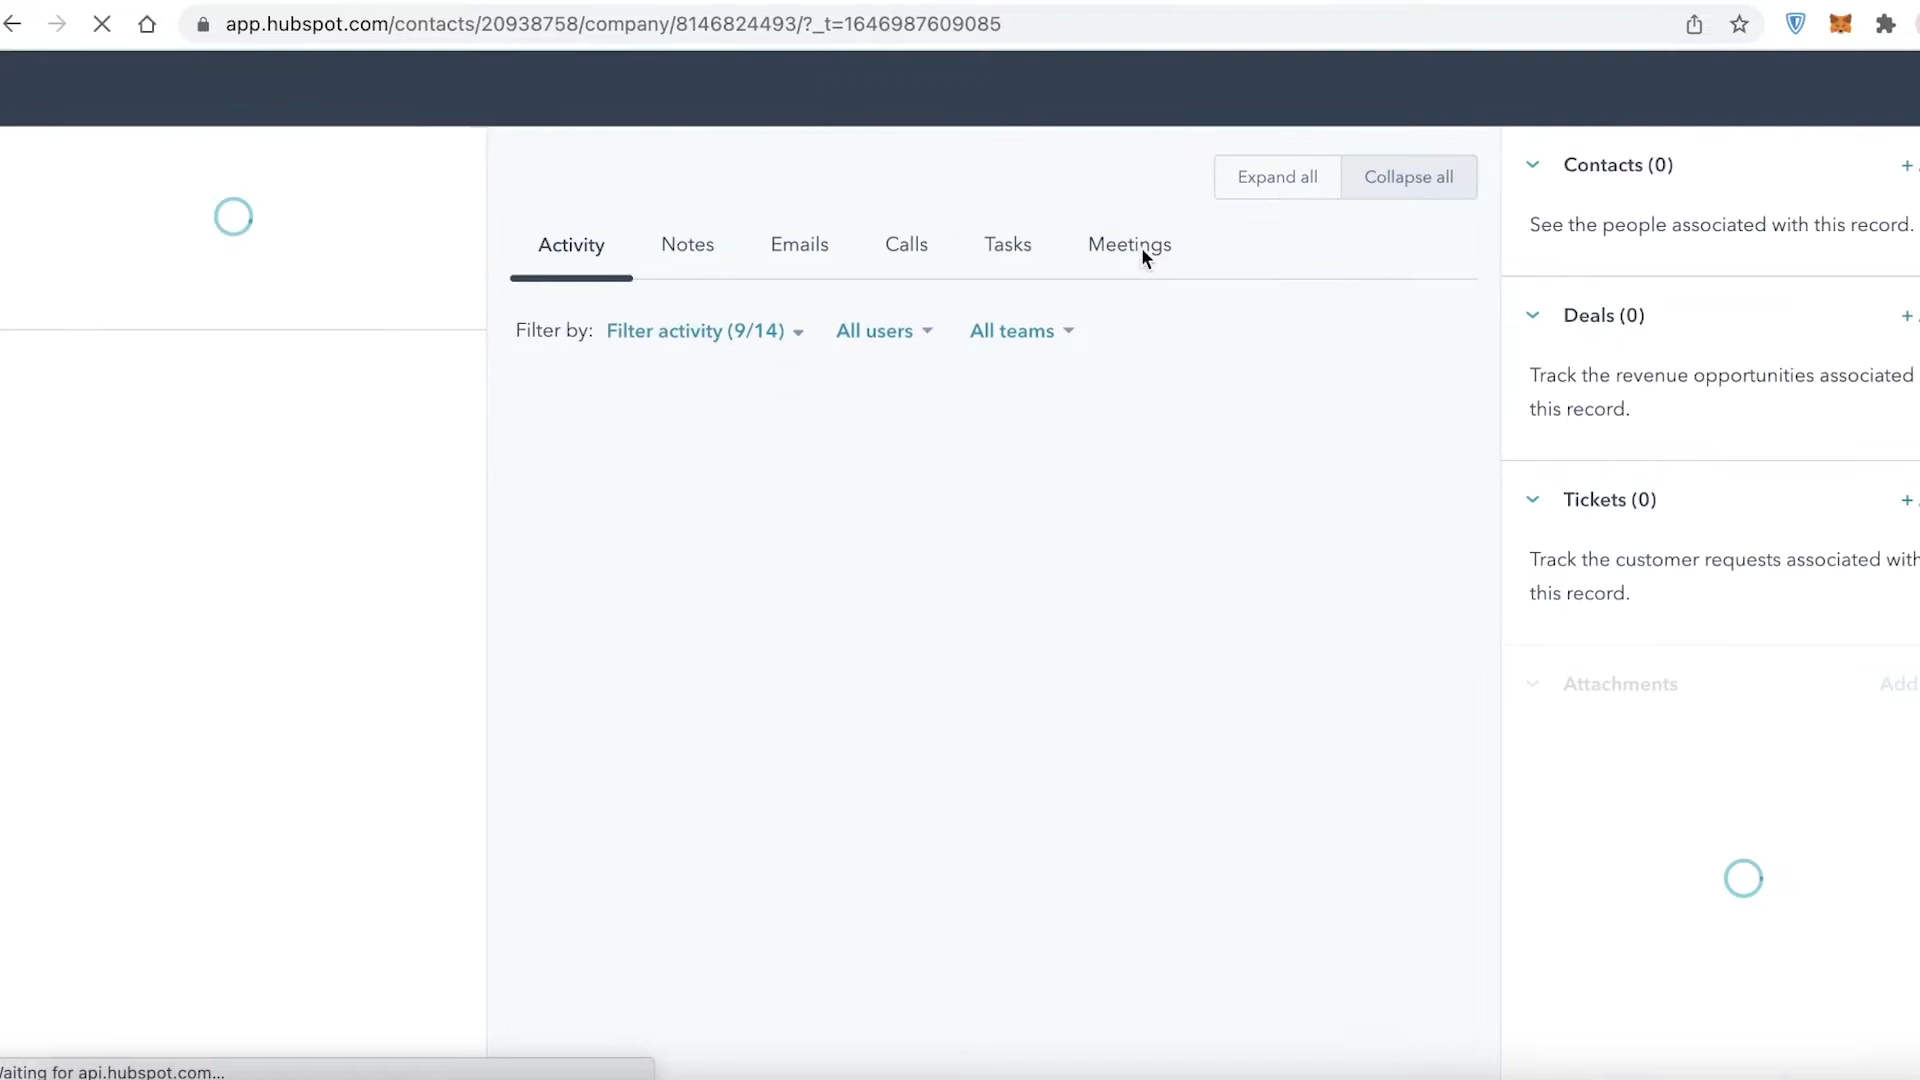 app.hubspot.com/contacts/20938758/company/8146824493/?_t=1646987609085
Expand all
Collapse all
Activity
Notes
Emails
Calls
Tasks
Meetings
Filter by:
Filter activity (9/14)
All users
All teams
Contacts (0)
+
See the people associated with this record.
Deals (0)
+
Track the revenue opportunities associated
this record.
Tickets (0)
+
Track the customer requests associated with
this record.
Attachments
Add
for api.hubspot.com...